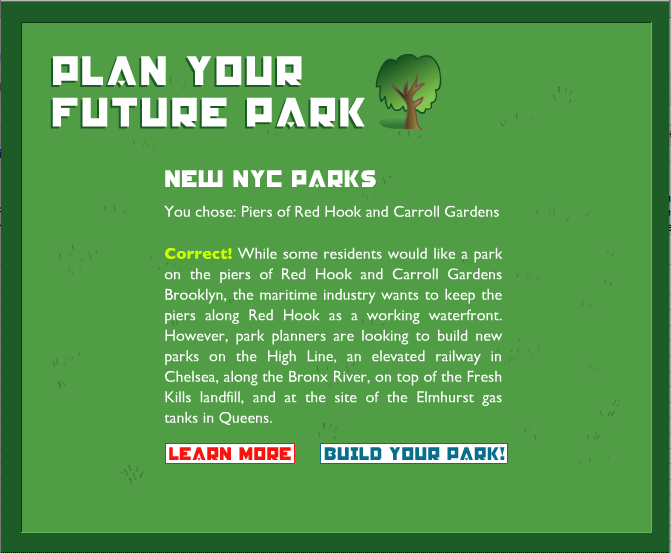 PLAN YOUR
FUTURE PARK
NEW NYC PARKS
You chose: Piers of Red Hook and Carroll Gardens
Correct! While some residents would like a park
on the piers of Red Hook and Carroll Gardens
Brooklyn, the maritime industry wants to keep the
piers along Red Hook as a working waterfront.
However, park planners are looking to build new
parks on the High Line, an elevated railway in
Chelsea, along the Bronx River, on top of the Fresh
Kills landfill, and at the site of the Elmhurst gas
tanks in Queens.
LEARN MORE BUILD YOUR PARK!